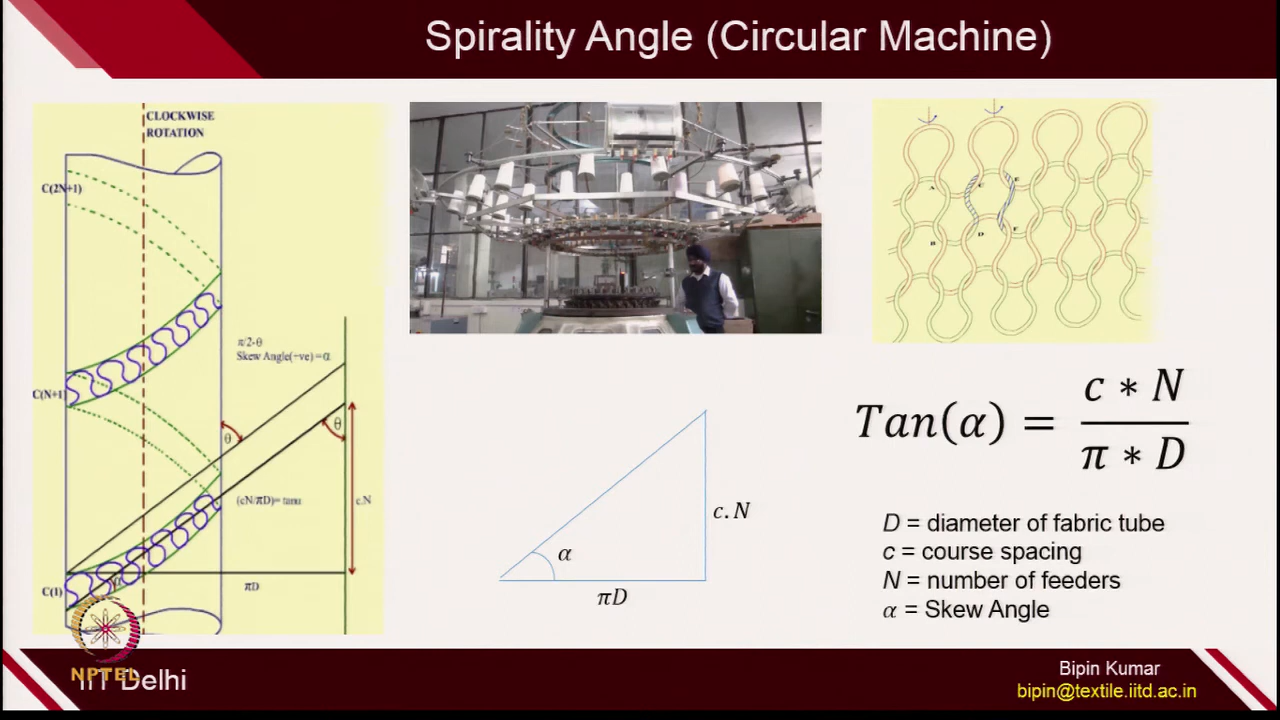 Spirality Angle (Circular Machine)
CLOCKWISE
ROTATION
C(2N+1)
C(N+1)
C(1)
π/2-θ
Skew Angle(-ve)=α
θ
θ
(cN/πD)=tanα
c.N
πD
α
A
C
E
B
D
F
α
c.N
πD
Tan(α) = c * N / π * D
D = diameter of fabric tube
c = course spacing
N = number of feeders
α = Skew Angle
NPTEL
IIT Delhi
Bipin Kumar
bipin@textile.iitd.ac.in